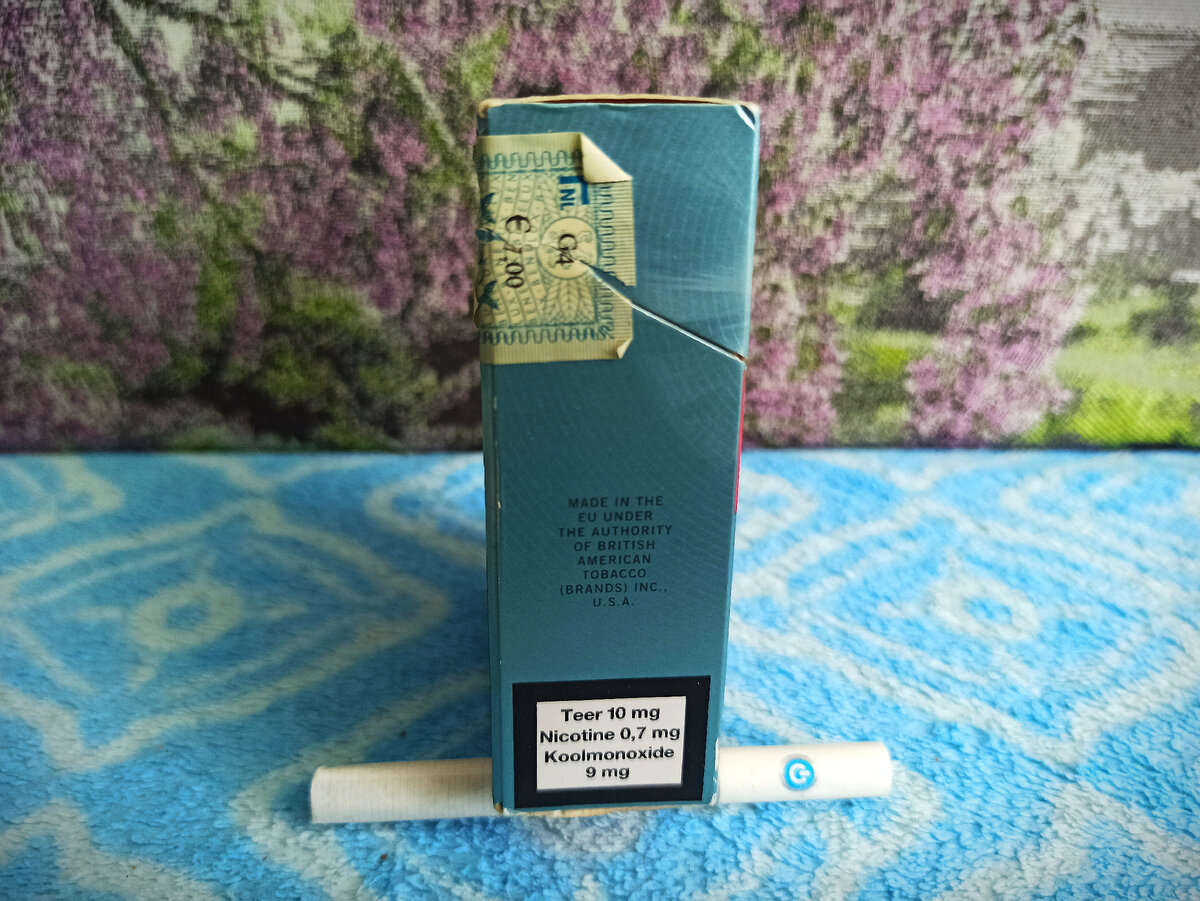 NL
G4
€ 7,00
MADE IN THE
EU UNDER
THE AUTHORITY
OF BRITISH
AMERICAN
TOBACCO
(BRANDS) INC.,
U.S.A.
Teer 10 mg
Nicotine 0,7 mg
Koolmonoxide
9 mg